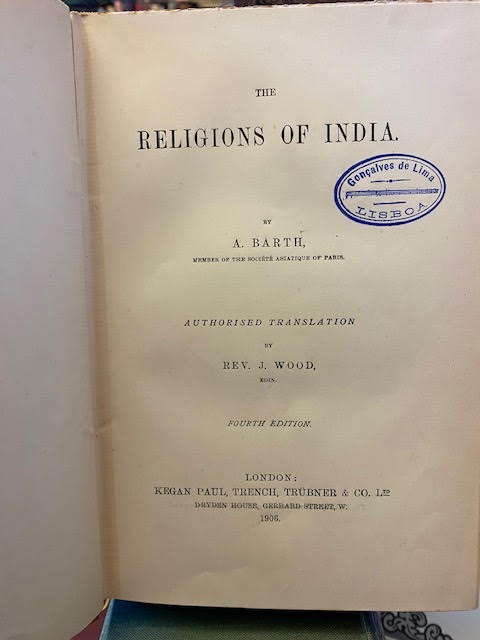 THE
RELIGIONS OF INDIA.
Gonçalves de Lima
LISBOA
BY
A. BARTH,
MEMBER OF THE SOCIÉTÉ ASIATIQUE OF PARIS.
AUTHORISED TRANSLATION
BY
REV. J. WOOD,
EDIN.
FOURTH EDITION.
LONDON:
KEGAN PAUL, TRENCH, TRÜBNER & CO. LTD
DRYDEN HOUSE, GERRARD STREET, W.
1906.